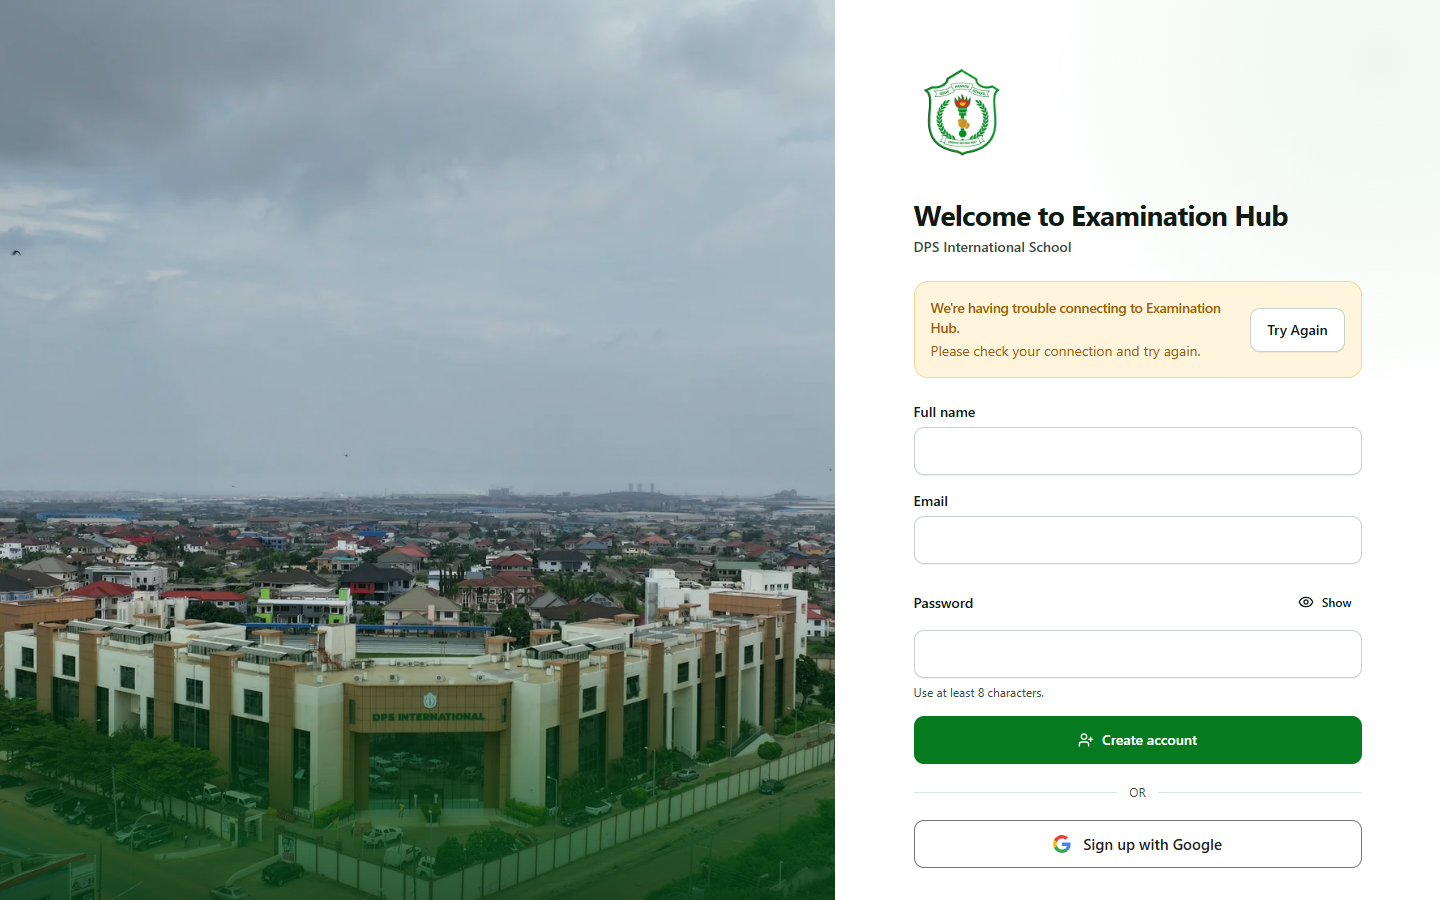 Welcome to Examination Hub
DPS International School
We're having trouble connecting to Examination
Hub.
Please check your connection and try again.
Try Again
Full name
Email
Password
Show
Use at least 8 characters.
Create account
OR
Sign up with Google
DPS INTERNATIONAL